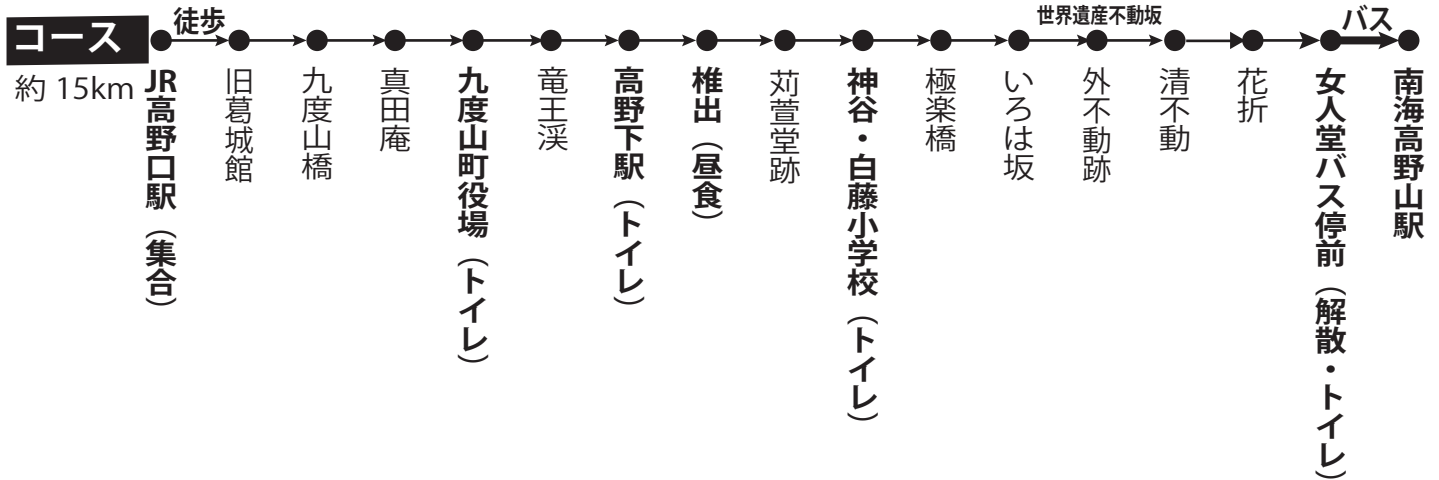 コース
約 15km
徒歩
世界遺産不動坂
バス
JR高野口駅（集合）
旧葛城館
九度山橋
真田庵
九度山町役場（トイレ）
竜王渓
高野下駅（トイレ）
椎出（昼食）
苅萱堂跡
神谷・白藤小学校（トイレ）
極楽橋
いろは坂
外不動跡
清不動
花折
女人堂バス停前（解散・トイレ）
南海高野山駅